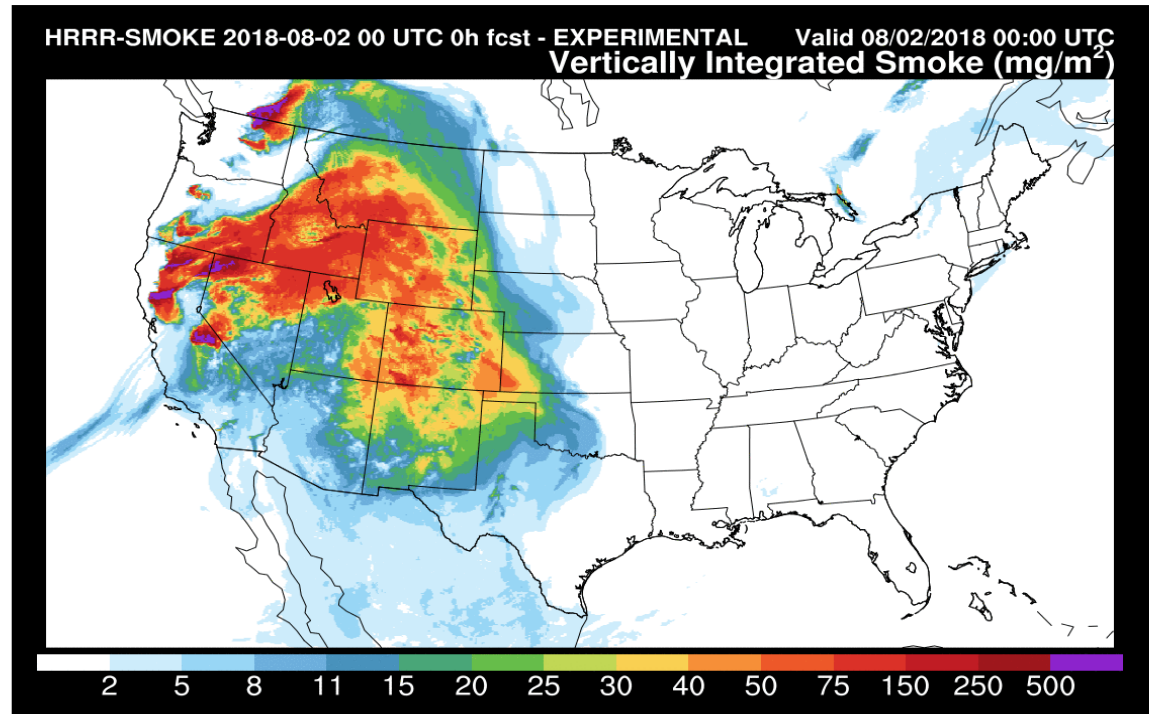 HRRR-SMOKE 2018-08-02 00 UTC 0h fcst - EXPERIMENTAL Valid 08/02/2018 00:00 UTC
Vertically Integrated Smoke (mg/m²)
2 5 8 11 15 20 25 30 40 50 75 150 250 500